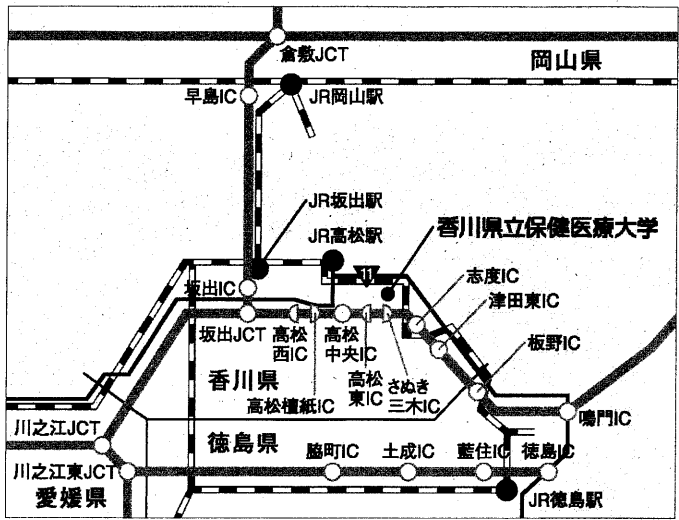 倉敷JCT
岡山県
早島IC
JR岡山駅
JR坂出駅
香川県立保健医療大学
JR高松駅
11
志度IC
坂出IC
津田東IC
坂出JCT
高松
西IC
高松
中央IC
板野IC
香川県
高松
東IC
さぬき
三木IC
高松檀紙IC
鳴門IC
川之江JCT
徳島県
脇町IC
土成IC
藍住IC
徳島IC
川之江東JCT
愛媛県
JR徳島駅